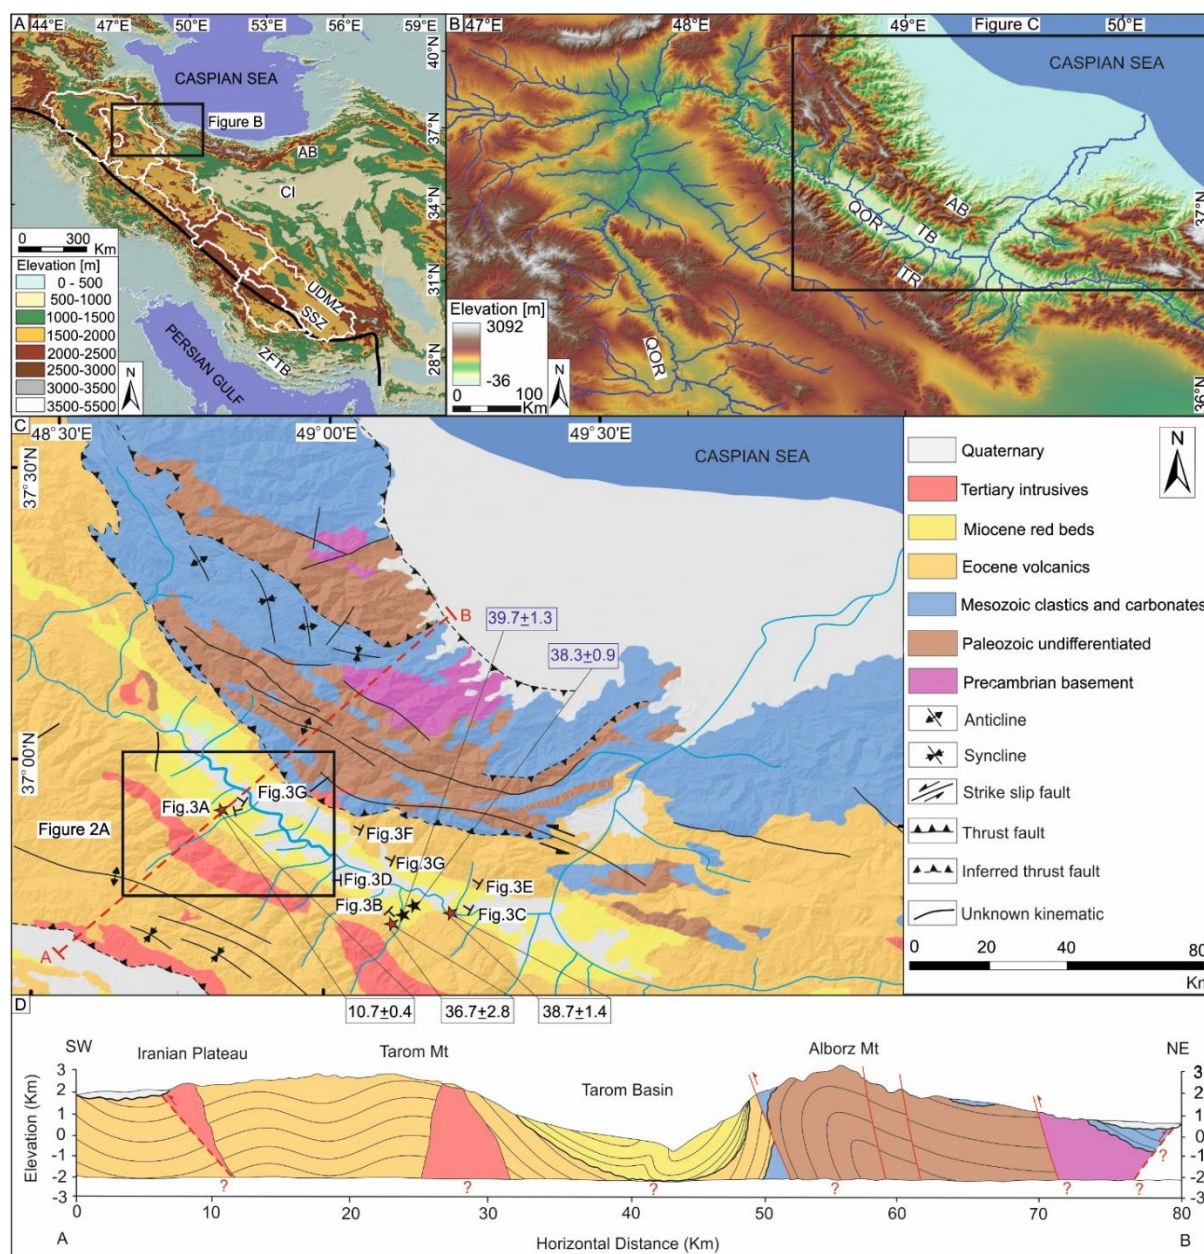 A
44°E
47°E
50°E
53°E
56°E
59°E
40°N
37°N
34°N
31°N
28°N
CASPIAN SEA
Figure B
AB
CI
UDMZ
SSZ
ZFTB
PERSIAN GULF
0 300
Km
Elevation [m]
0 - 500
500-1000
1000-1500
1500-2000
2000-2500
2500-3000
3000-3500
3500-5500
N
B
47°E
48°E
49°E
50°E
Figure C
CASPIAN SEA
37°N
36°N
QOR
TB
AB
TR
QOR
Elevation [m]
3092
-36
N
0 100
Km
C
48°30'E
49°00'E
49°30'E
37°30'N
37°00'N
CASPIAN SEA
B
39.7±1.3
38.3±0.9
Fig.3A
Fig.3G
Figure 2A
Fig.3F
Fig.3G
Fig.3D
Fig.3E
Fig.3B
Fig.3C
A
10.7±0.4
36.7±2.8
38.7±1.4
N
Quaternary
Tertiary intrusives
Miocene red beds
Eocene volcanics
Mesozoic clastics and carbonates
Paleozoic undifferentiated
Precambrian basement
Anticline
Syncline
Strike slip fault
Thrust fault
Inferred thrust fault
Unknown kinematic
0 20 40 80
Km
D
SW
Iranian Plateau
Tarom Mt
Tarom Basin
Alborz Mt
NE
Elevation (Km)
3
2
1
0
-1
-2
-3
3
2
1
0
-1
-2
-3
? ? ? ? ? ? ?
0 10 20 30 40 50 60 70 80
A
Horizontal Distance (Km)
B